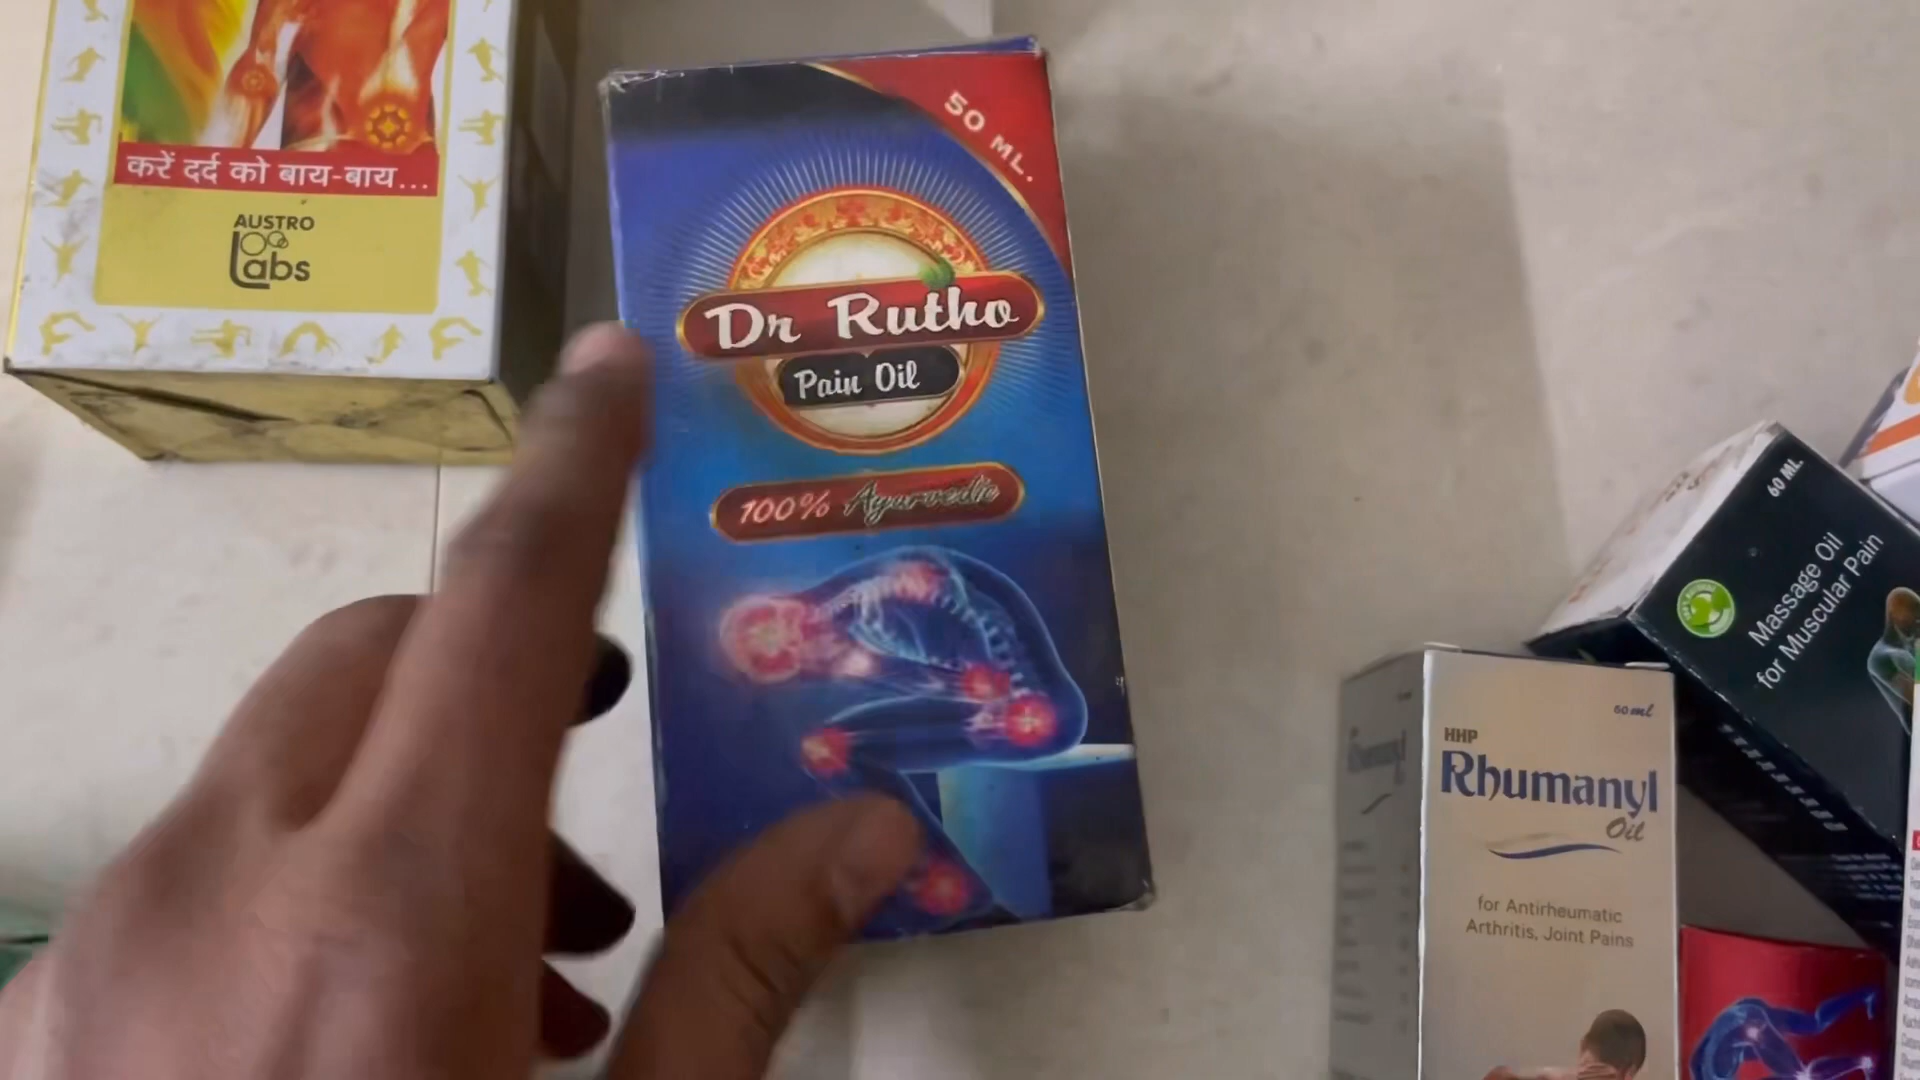 करें दर्द को बाय-बाय...
AUSTRO
Labs
50 ML.
Dr Rutho
Pain Oil
100% Ayurvedic
60 ML.
Massage Oil
for Muscular Pain
60 ml
HHP
Rhumanyl
Oil
for Antirheumatic
Arthritis, Joint Pains